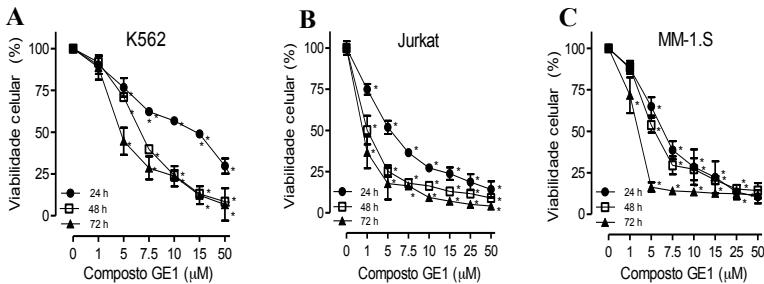 A
K562
Viabilidade celular (%)
100
75
50
25
0
24 h
48 h
72 h
0 1 5 7.5 10 15 50
Composto GE1 (μM)
B
Jurkat
Viabilidade celular (%)
100
75
50
25
0
24 h
48 h
72 h
0 1 5 7.5 10 15 25 50
Composto GE1 (μM)
C
MM-1.S
Viabilidade celular (%)
100
75
50
25
0
24 h
48 h
72 h
0 1 5 7.5 10 15 25 50
Composto GE1 (μM)